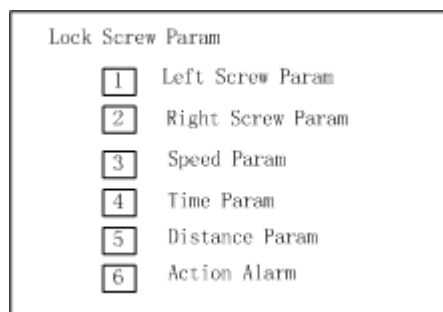 Lock Screw Param
1 Left Screw Param
2 Right Screw Param
3 Speed Param
4 Time Param
5 Distance Param
6 Action Alarm